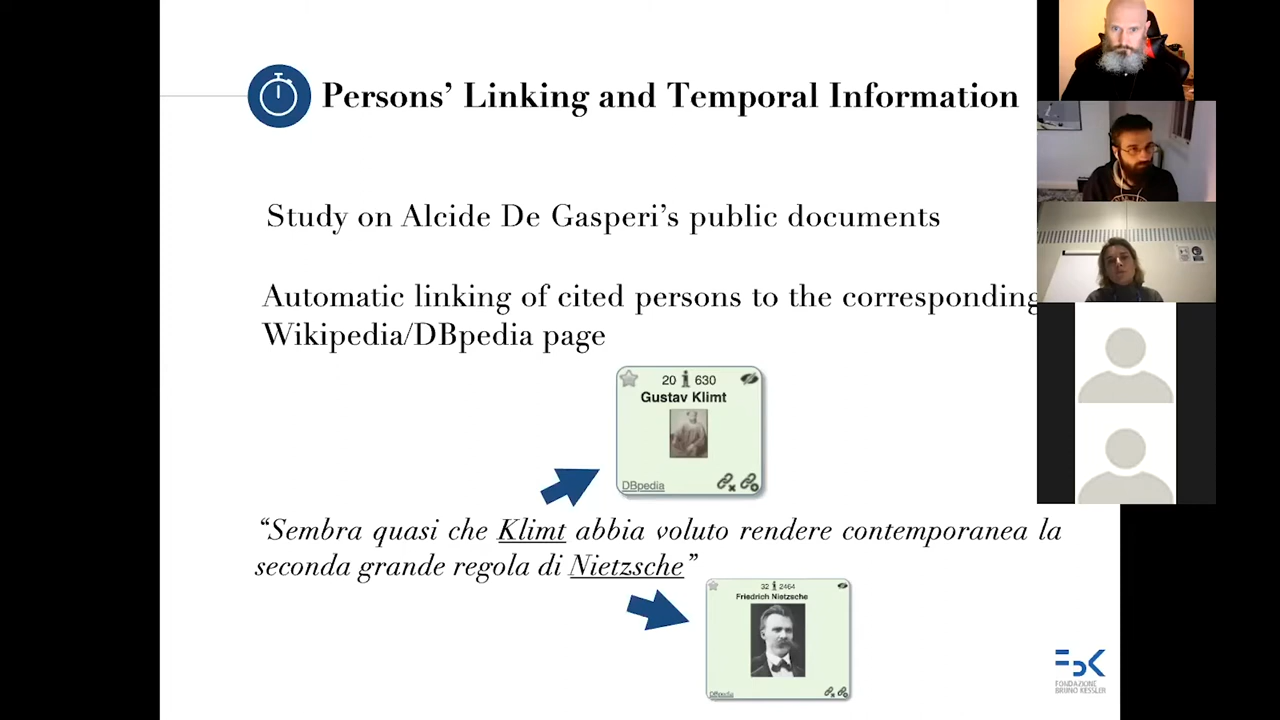 Persons’ Linking and Temporal Information
Study on Alcide De Gasperi’s public documents
Automatic linking of cited persons to the corresponding
Wikipedia/DBpedia page
20 630
Gustav Klimt
DBpedia
“Sembra quasi che Klimt abbia voluto rendere contemporanea la
seconda grande regola di Nietzsche”
32 2464
Friedrich Nietzsche
DBpedia
FBK
FONDAZIONE
BRUNO KESSLER